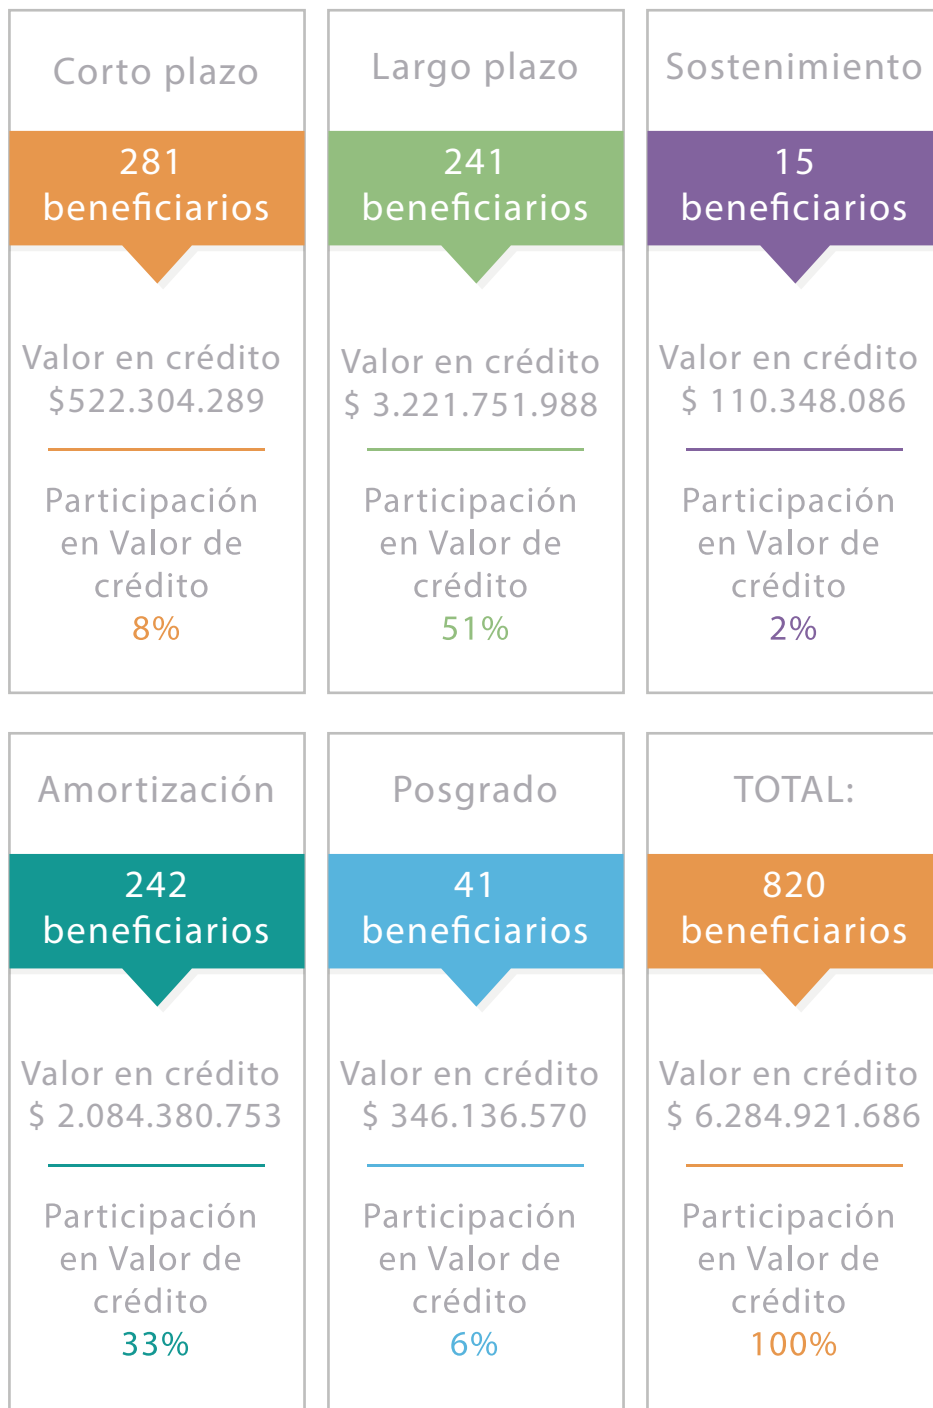 Corto plazo
281
beneficiarios
Valor en crédito
$522.304.289
Participación
en Valor de
crédito
8%
Largo plazo
241
beneficiarios
Valor en crédito
$ 3.221.751.988
Participación
en Valor de
crédito
51%
Sostenimiento
15
beneficiarios
Valor en crédito
$ 110.348.086
Participación
en Valor de
crédito
2%
Amortización
242
beneficiarios
Valor en crédito
$ 2.084.380.753
Participación
en Valor de
crédito
33%
Posgrado
41
beneficiarios
Valor en crédito
$ 346.136.570
Participación
en Valor de
crédito
6%
TOTAL:
820
beneficiarios
Valor en crédito
$ 6.284.921.686
Participación
en Valor de
crédito
100%